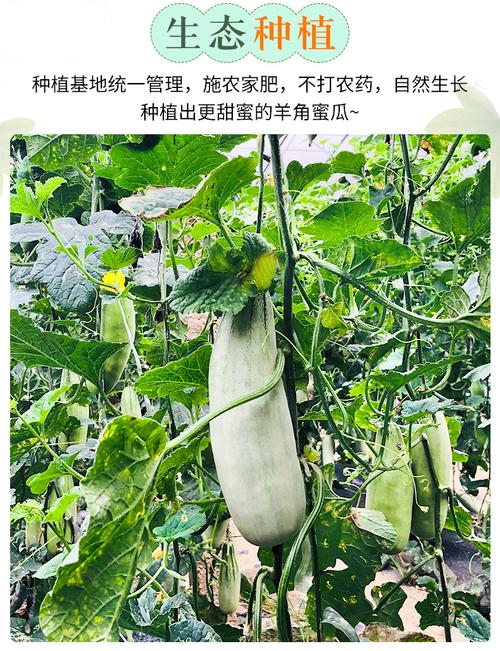 生态种植
种植基地统一管理，施农家肥，不打农药，自然生长
种植出更甜蜜的羊角蜜瓜~